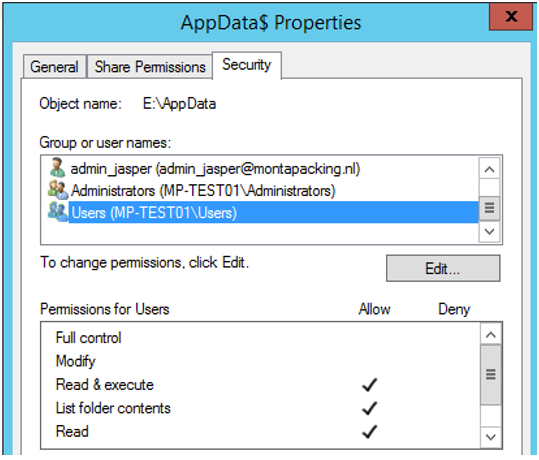 AppData$ Properties
x
General Share Permissions Security
Object name: E:\AppData
Group or user names:
admin_jasper (admin_jasper@montapacking.nl)
Administrators (MP-TEST01\Administrators)
Users (MP-TEST01\Users)
To change permissions, click Edit.
Edit...
Permissions for Users Allow Deny
Full control
Modify
Read & execute
List folder contents
Read